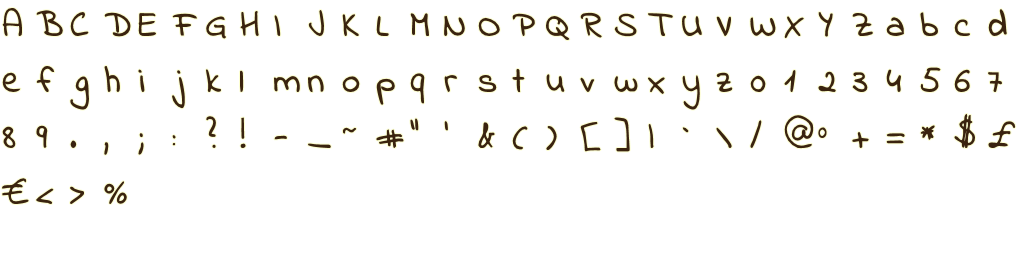 A B C D E F G H I J K L M N O P Q R S T U V W X Y Z a b c d
e f g h i j k l m n o p q r s t u v w x y z 0 1 2 3 4 5 6 7
8 9 . , ; : ? ! - _ ~ # " ' & ( ) [ ] | ` \ / @ ° + = * $ £
€ < > %